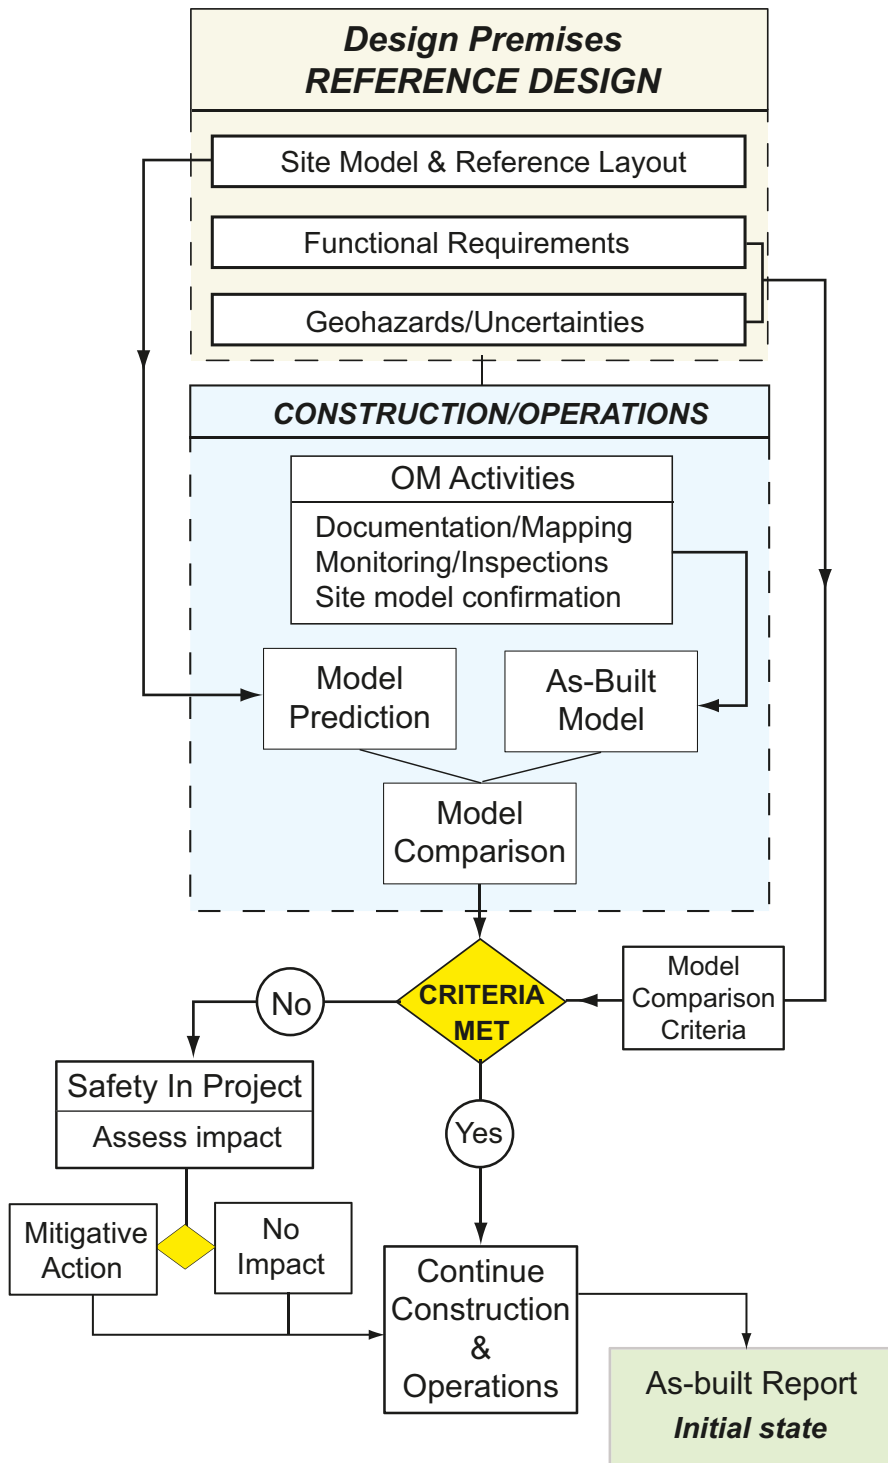 Design Premises
REFERENCE DESIGN
Site Model & Reference Layout
Functional Requirements
Geohazards/Uncertainties
CONSTRUCTION/OPERATIONS
OM Activities
Documentation/Mapping
Monitoring/Inspections
Site model confirmation
Model
Prediction
As-Built
Model
Model
Comparison
CRITERIA
MET
Model
Comparison
Criteria
No
Safety In Project
Assess impact
Yes
Mitigative
Action
No
Impact
Continue
Construction
&
Operations
As-built Report
Initial state